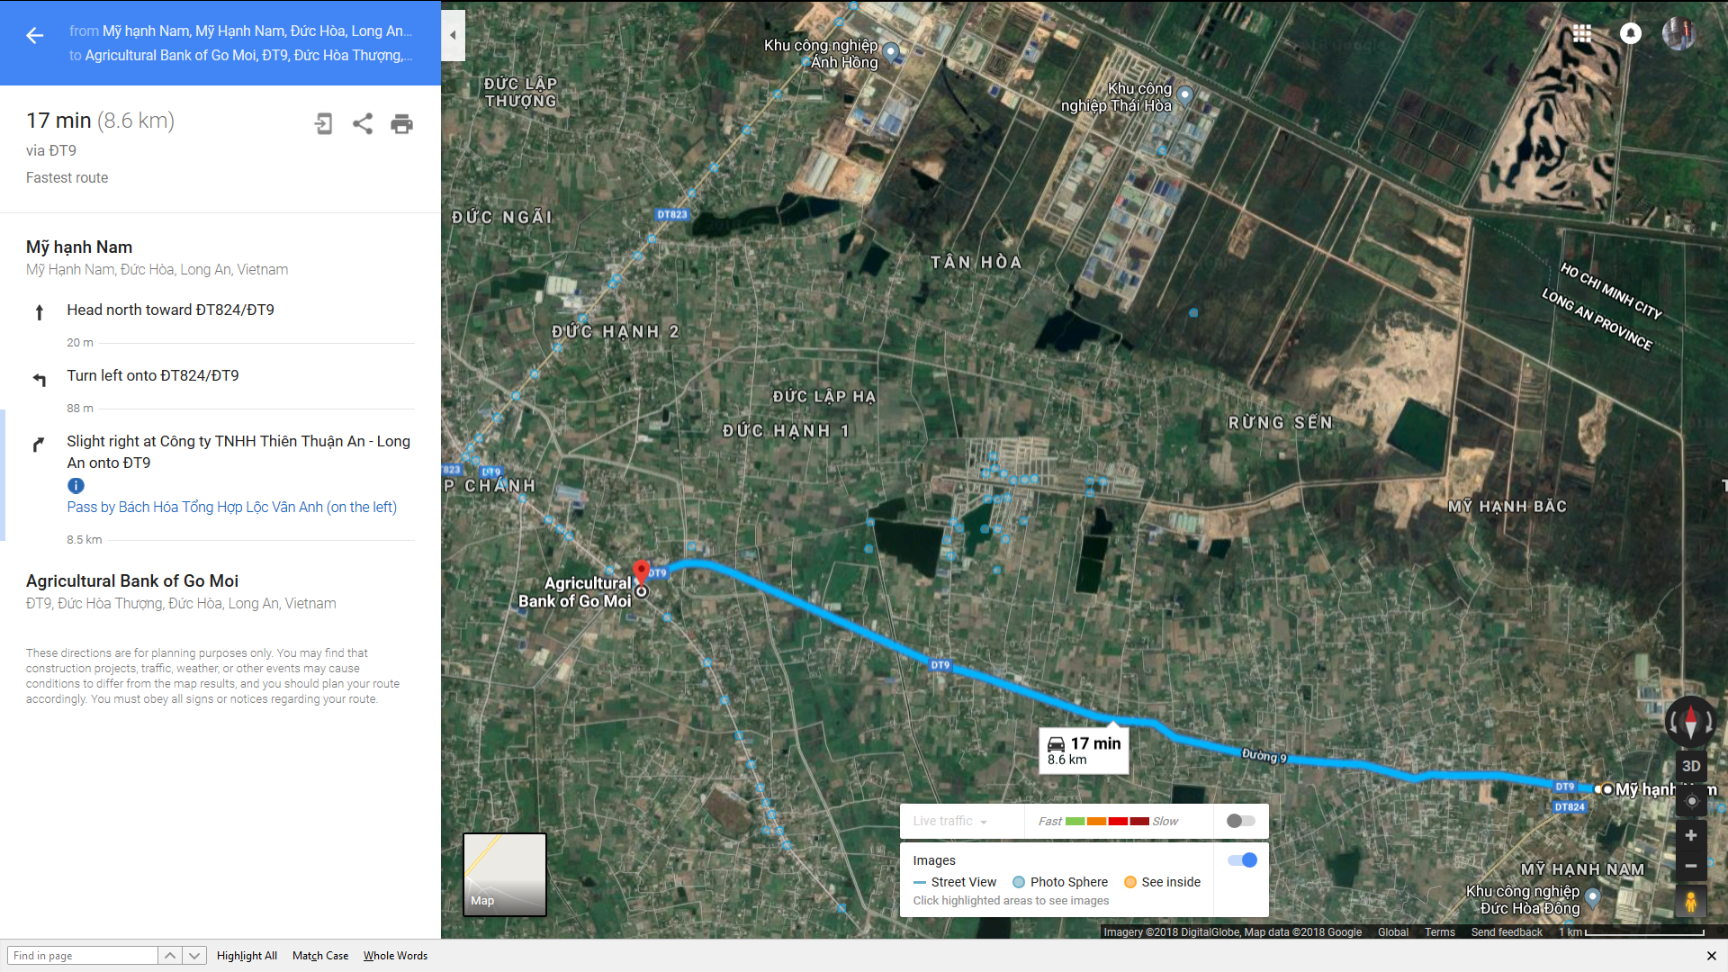 from Mỹ hạnh Nam, Mỹ Hạnh Nam, Đức Hòa, Long An...
to Agricultural Bank of Go Moi, ĐT9, Đức Hòa Thượng,...
17 min (8.6 km)
via ĐT9
Fastest route
Mỹ hạnh Nam
Mỹ Hạnh Nam, Đức Hòa, Long An, Vietnam
Head north toward ĐT824/ĐT9
20 m
Turn left onto ĐT824/ĐT9
88 m
Slight right at Công ty TNHH Thiên Thuận An - Long
An onto ĐT9
Pass by Bách Hóa Tổng Hợp Lộc Vân Anh (on the left)
8.5 km
Agricultural Bank of Go Moi
ĐT9, Đức Hòa Thượng, Đức Hòa, Long An, Vietnam
These directions are for planning purposes only. You may find that
construction projects, traffic, weather, or other events may cause
conditions to differ from the map results, and you should plan your route
accordingly. You must obey all signs or notices regarding your route.
Khu công nghiệp
Anh Hồng
ĐỨC LẬP
THƯỢNG
Khu công
nghiệp Thái Hòa
ĐỨC NGÃI
DT823
TÂN HÒA
HO CHI MINH CITY
LONG AN PROVINCE
ĐỨC HẠNH 2
ĐỨC LẬP HẠ
ĐỨC HẠNH 1
RỪNG SẾN
823
DT9
P CHÁNH
MỸ HẠNH BẮC
Agricultural
Bank of Go Moi
DT9
DT9
17 min
8.6 km
Đường 9
DT9
Mỹ hạnh
DT824
3D
MỸ HẠNH NAM
Khu công nghiệp
Đức Hòa Đông
Live traffic
Fast
Slow
Images
Street View
Photo Sphere
See inside
Click highlighted areas to see images
Map
Imagery ©2018 DigitalGlobe, Map data ©2018 Google
Global
Terms
Send feedback
1 km
Find in page
Highlight All
Match Case
Whole Words